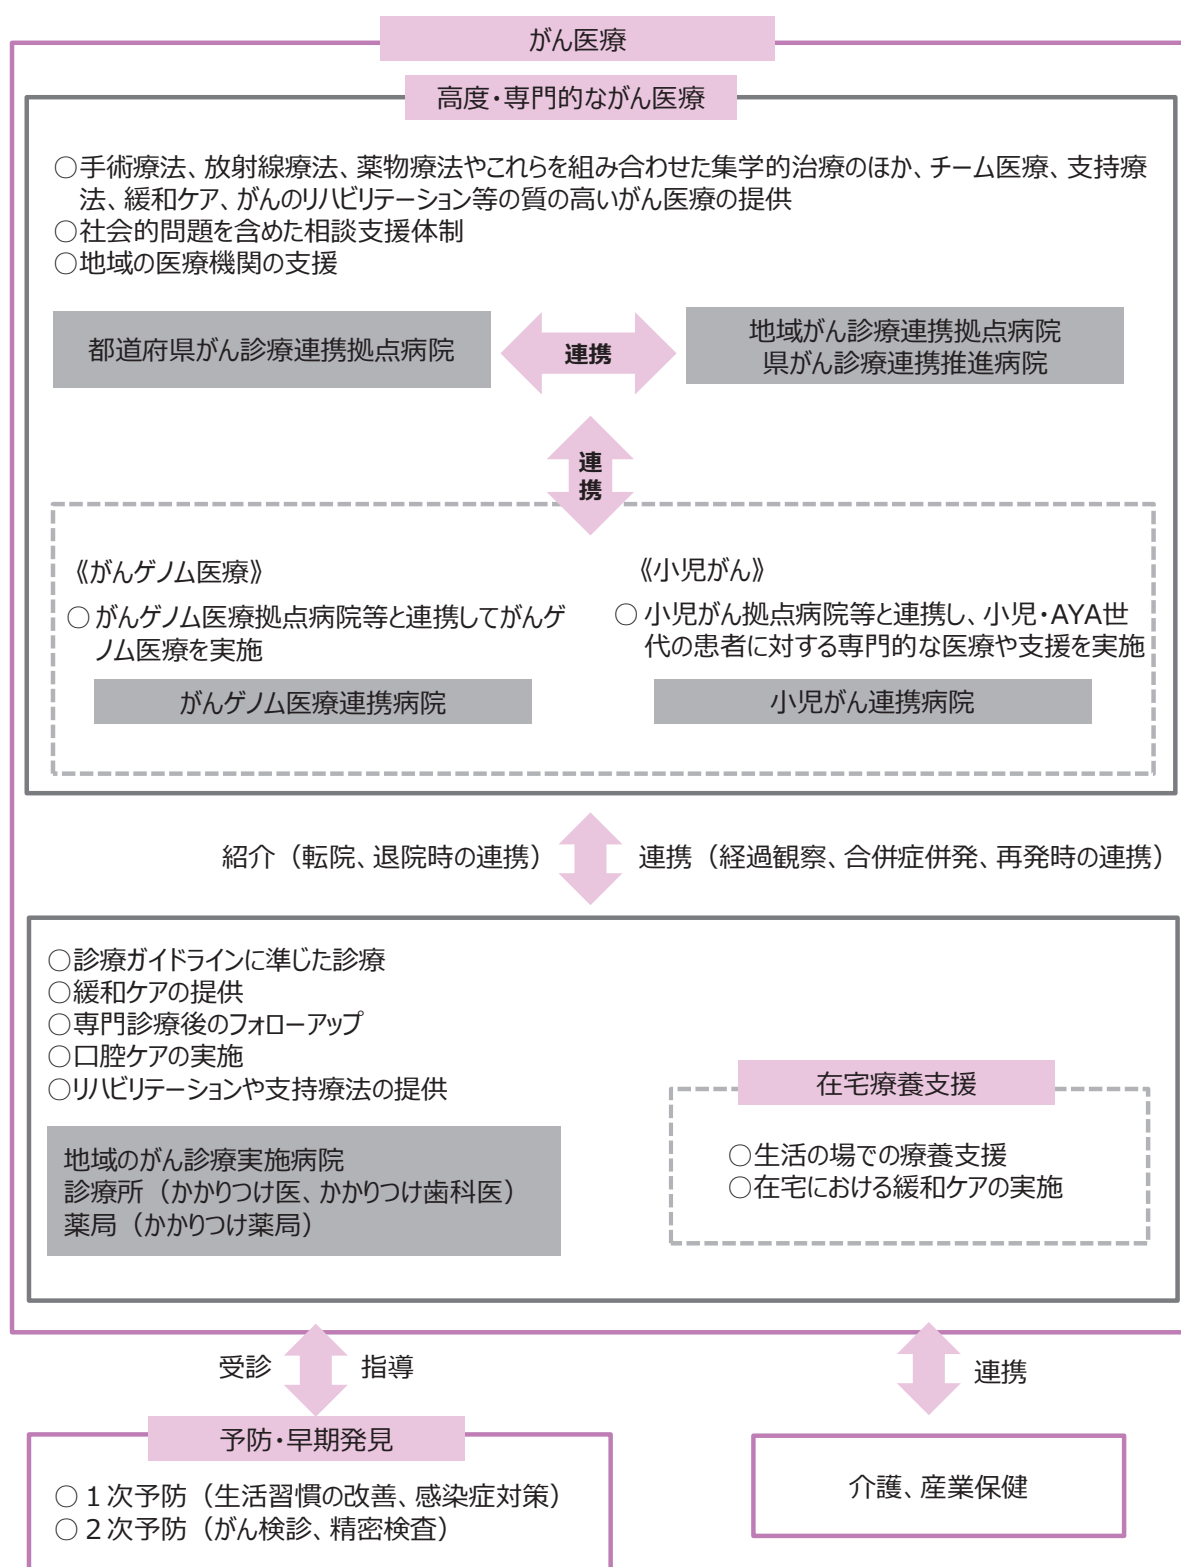 がん医療
高度・専門的ながん医療
○手術療法、放射線療法、薬物療法やこれらを組み合わせた集学的治療のほか、チーム医療、支持療
法、緩和ケア、がんのリハビリテーション等の質の高いがん医療の提供
○社会的問題を含めた相談支援体制
○地域の医療機関の支援
都道府県がん診療連携拠点病院
連携
地域がん診療連携拠点病院
県がん診療連携推進病院
連
携
《がんゲノム医療》
○ がんゲノム医療拠点病院等と連携してがんゲ
ノム医療を実施
がんゲノム医療連携病院
《小児がん》
○ 小児がん拠点病院等と連携し、小児・AYA世
代の患者に対する専門的な医療や支援を実施
小児がん連携病院
紹介（転院、退院時の連携）
連携（経過観察、合併症併発、再発時の連携）
○診療ガイドラインに準じた診療
○緩和ケアの提供
○専門診療後のフォローアップ
○口腔ケアの実施
○リハビリテーションや支持療法の提供
地域のがん診療実施病院
診療所（かかりつけ医、かかりつけ歯科医）
薬局（かかりつけ薬局）
在宅療養支援
○生活の場での療養支援
○在宅における緩和ケアの実施
受診
指導
連携
予防・早期発見
○１次予防（生活習慣の改善、感染症対策）
○２次予防（がん検診、精密検査）
介護、産業保健